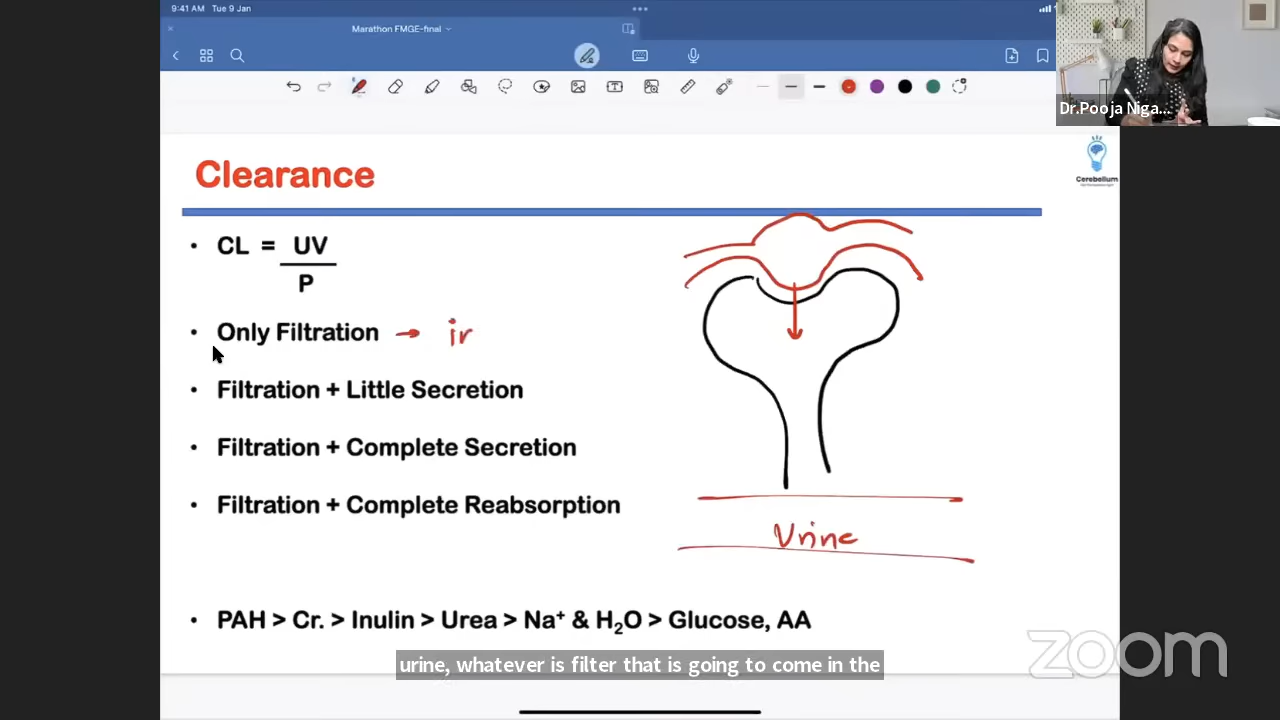 9:41 AM Tue 9 Jan
Marathon FMGE-final
Dr.Pooja Niga...
Cerebellum
Clearance
CL = UV
P
Only Filtration → ir
Filtration + Little Secretion
Filtration + Complete Secretion
Filtration + Complete Reabsorption
Urine
PAH > Cr. > Inulin > Urea > Na⁺ & H₂O > Glucose, AA
zoom
urine, whatever is filter that is going to come in the